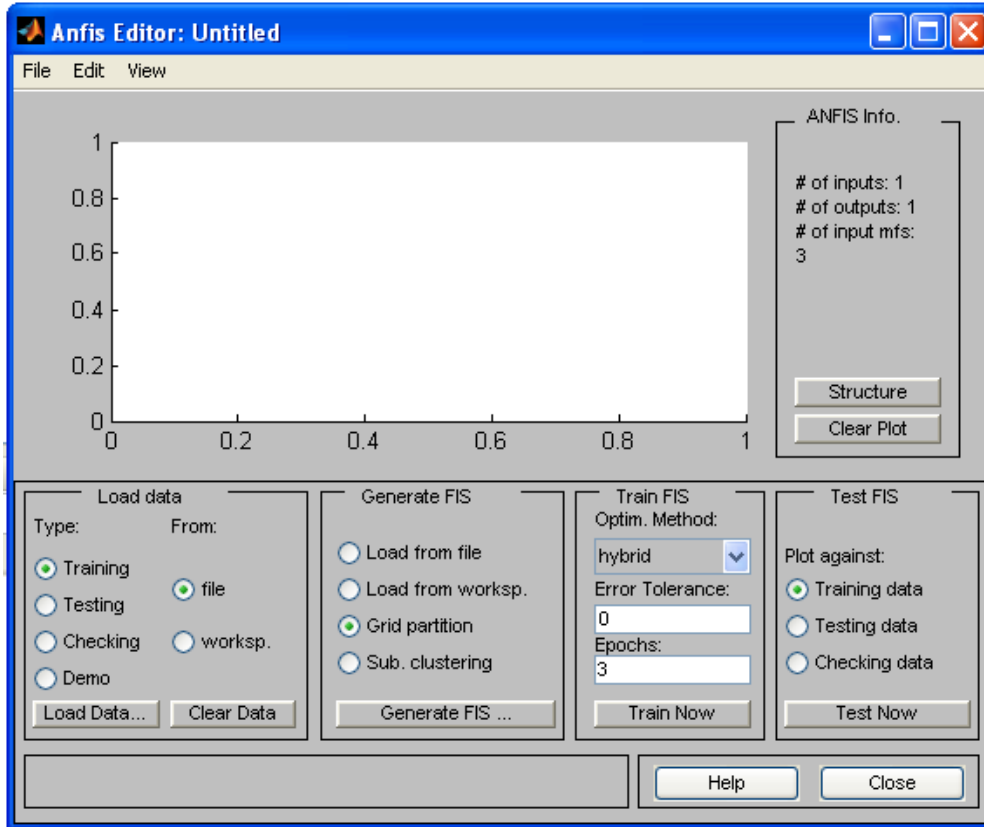 Anfis Editor: Untitled
File Edit View
ANFIS Info.
# of inputs: 1
# of outputs: 1
# of input mfs:
3
Structure
Clear Plot
1
0.8
0.6
0.4
0.2
0
0 0.2 0.4 0.6 0.8 1
Load data
Type: From:
Training
Testing
Checking
Demo
file
worksp.
Load Data... Clear Data
Generate FIS
Load from file
Load from worksp.
Grid partition
Sub. clustering
Generate FIS ...
Train FIS
Optim. Method:
hybrid
Error Tolerance:
0
Epochs:
3
Train Now
Test FIS
Plot against:
Training data
Testing data
Checking data
Test Now
Help Close